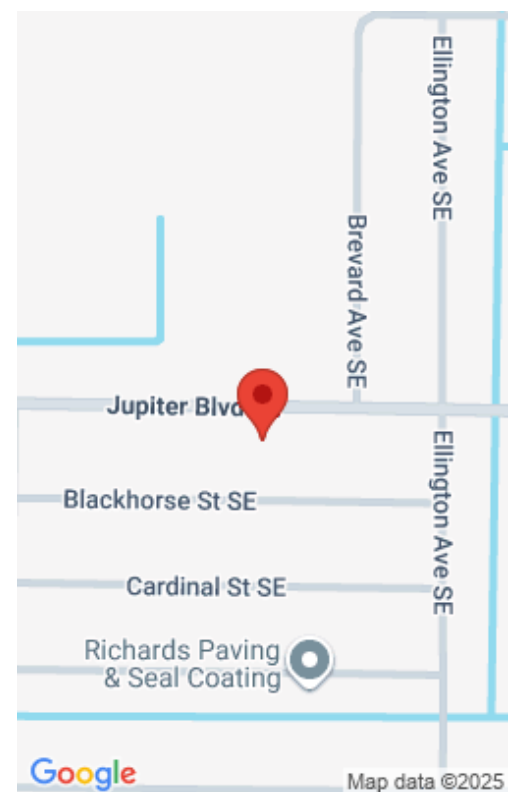 Ellington Ave SE
Brevard Ave SE
Jupiter Blvd
Ellington Ave SE
Blackhorse St SE
Cardinal St SE
Richards Paving
& Seal Coating
Google
Map data ©2025